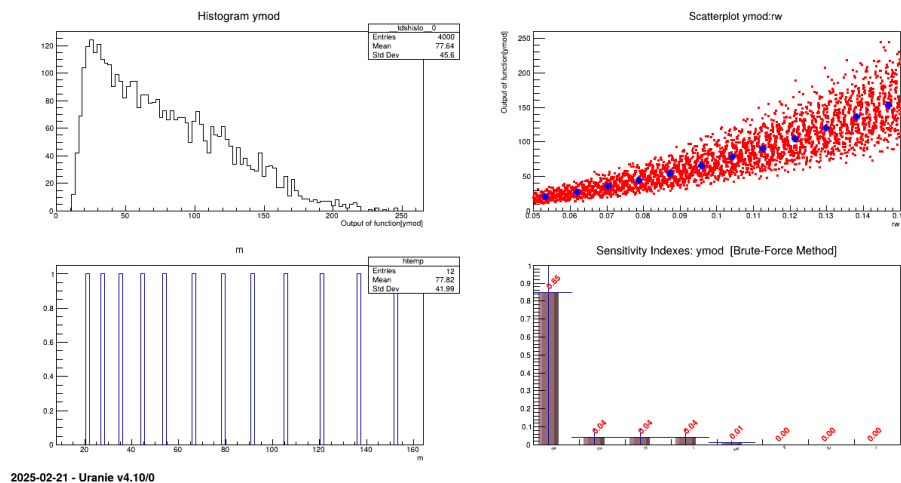 Histogram ymod
__tdshisto__0
Entries 4000
Mean 77.64
Std Dev 45.6
120
100
80
60
40
20
0
0 50 100 150 200 250
Output of function[ymod]
Scatterplot ymod:rw
Output of function[ymod]
250
200
150
100
50
0
0.05 0.06 0.07 0.08 0.09 0.1 0.11 0.12 0.13 0.14 0.1
rw
m
htemp
Entries 12
Mean 77.82
Std Dev 41.99
1
0.8
0.6
0.4
0.2
0
20 40 60 80 100 120 140 160
m
Sensitivity Indexes: ymod [Brute-Force Method]
1
0.9
0.8
0.7
0.6
0.5
0.4
0.3
0.2
0.1
0
0.85 0.04 0.04 0.04 0.01 0.00 0.00 0.00
2025-02-21 - Uranie v4.10/0